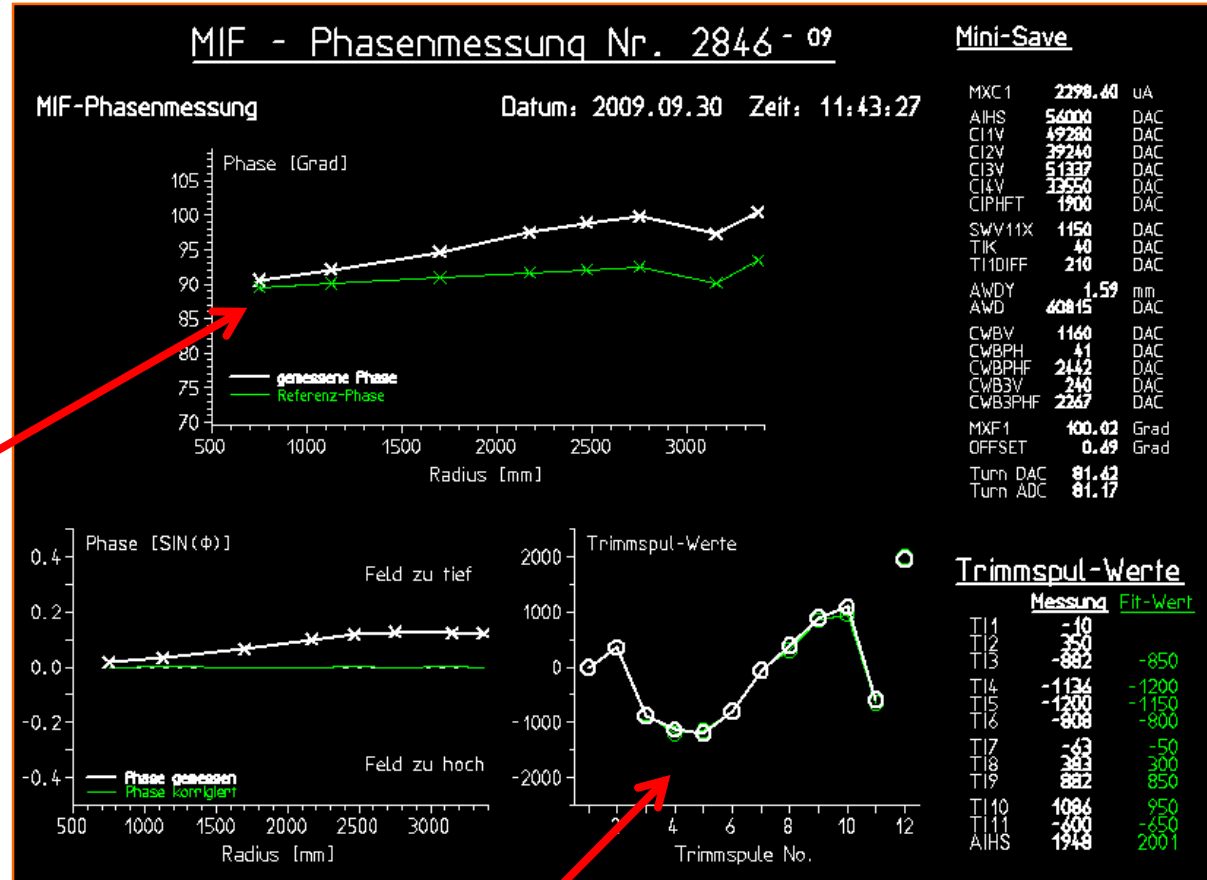 MIF - Phasenmessung Nr. 2846 - 09
MIF-Phasenmessung Datum: 2009.09.30 Zeit: 11:43:27
Phase [Grad]
105
100
95
90
85
80
75
70
gemessene Phase
Referenz-Phase
500 1000 1500 2000 2500 3000
Radius [mm]
Phase [SIN(Φ)]
0.4
0.2
0.0
-0.2
-0.4
Feld zu tief
Feld zu hoch
Phase gemessen
Phase korrigiert
500 1000 1500 2000 2500 3000
Radius [mm]
Trimmspul-Werte
2000
1000
0
-1000
-2000
2 4 6 8 10 12
Trimmspule No.
Mini-Save
MXC1 2298.60 uA
AIHS 56000 DAC
CI1V 49280 DAC
CI2V 39240 DAC
CI3V 51337 DAC
CI4V 33550 DAC
CIPHFT 1900 DAC
SWV11X 1150 DAC
TIK 40 DAC
TI1DIFF 210 DAC
AWDY 1.59 mm
AWD 60815 DAC
CWBV 1160 DAC
CWBPH 41 DAC
CWBPHF 2442 DAC
CWB3V 240 DAC
CWB3PHF 2267 DAC
MXF1 100.02 Grad
OFFSET 0.69 Grad
Turn DAC 81.62
Turn ADC 81.17
Trimmspul-Werte
Messung Fit-Wert
TI1 -10
TI2 350
TI3 -882 -850
TI4 -1136 -1200
TI5 -1200 -1150
TI6 -808 -800
TI7 -63 -50
TI8 383 300
TI9 882 850
TI10 1086 950
TI11 -600 -650
AIHS 1948 2001